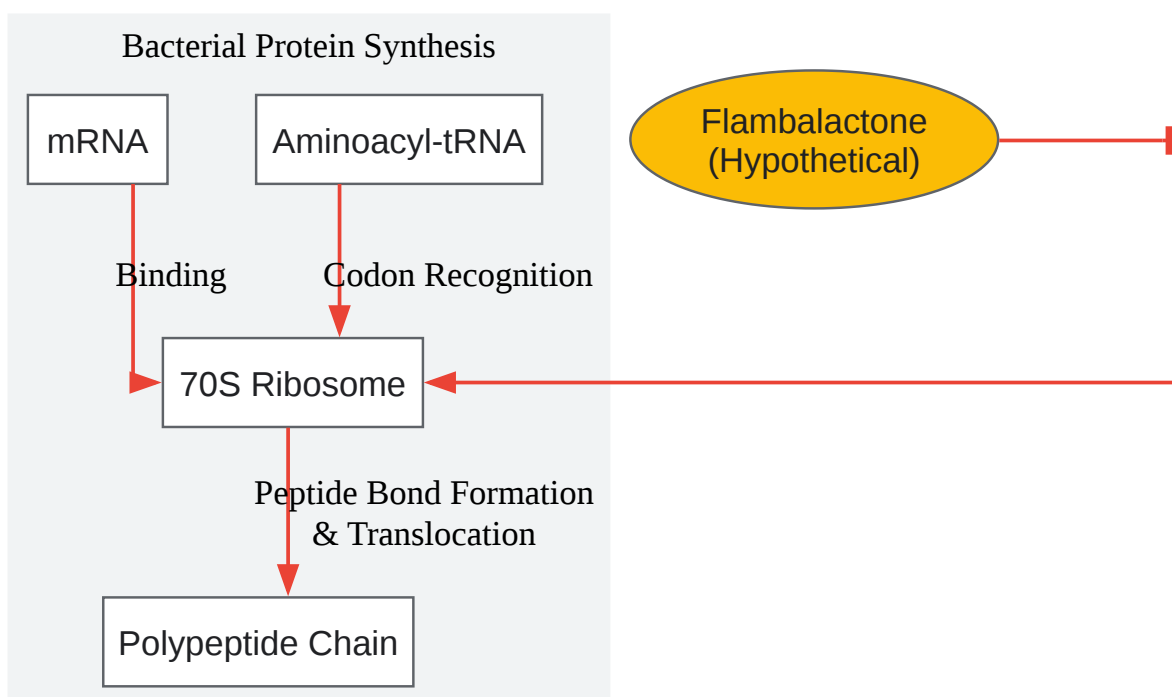 Bacterial Protein Synthesis
mRNA
Aminoacyl-tRNA
Flambalactone
(Hypothetical)
Binding
Codon Recognition
70S Ribosome
Peptide Bond Formation
& Translocation
Polypeptide Chain